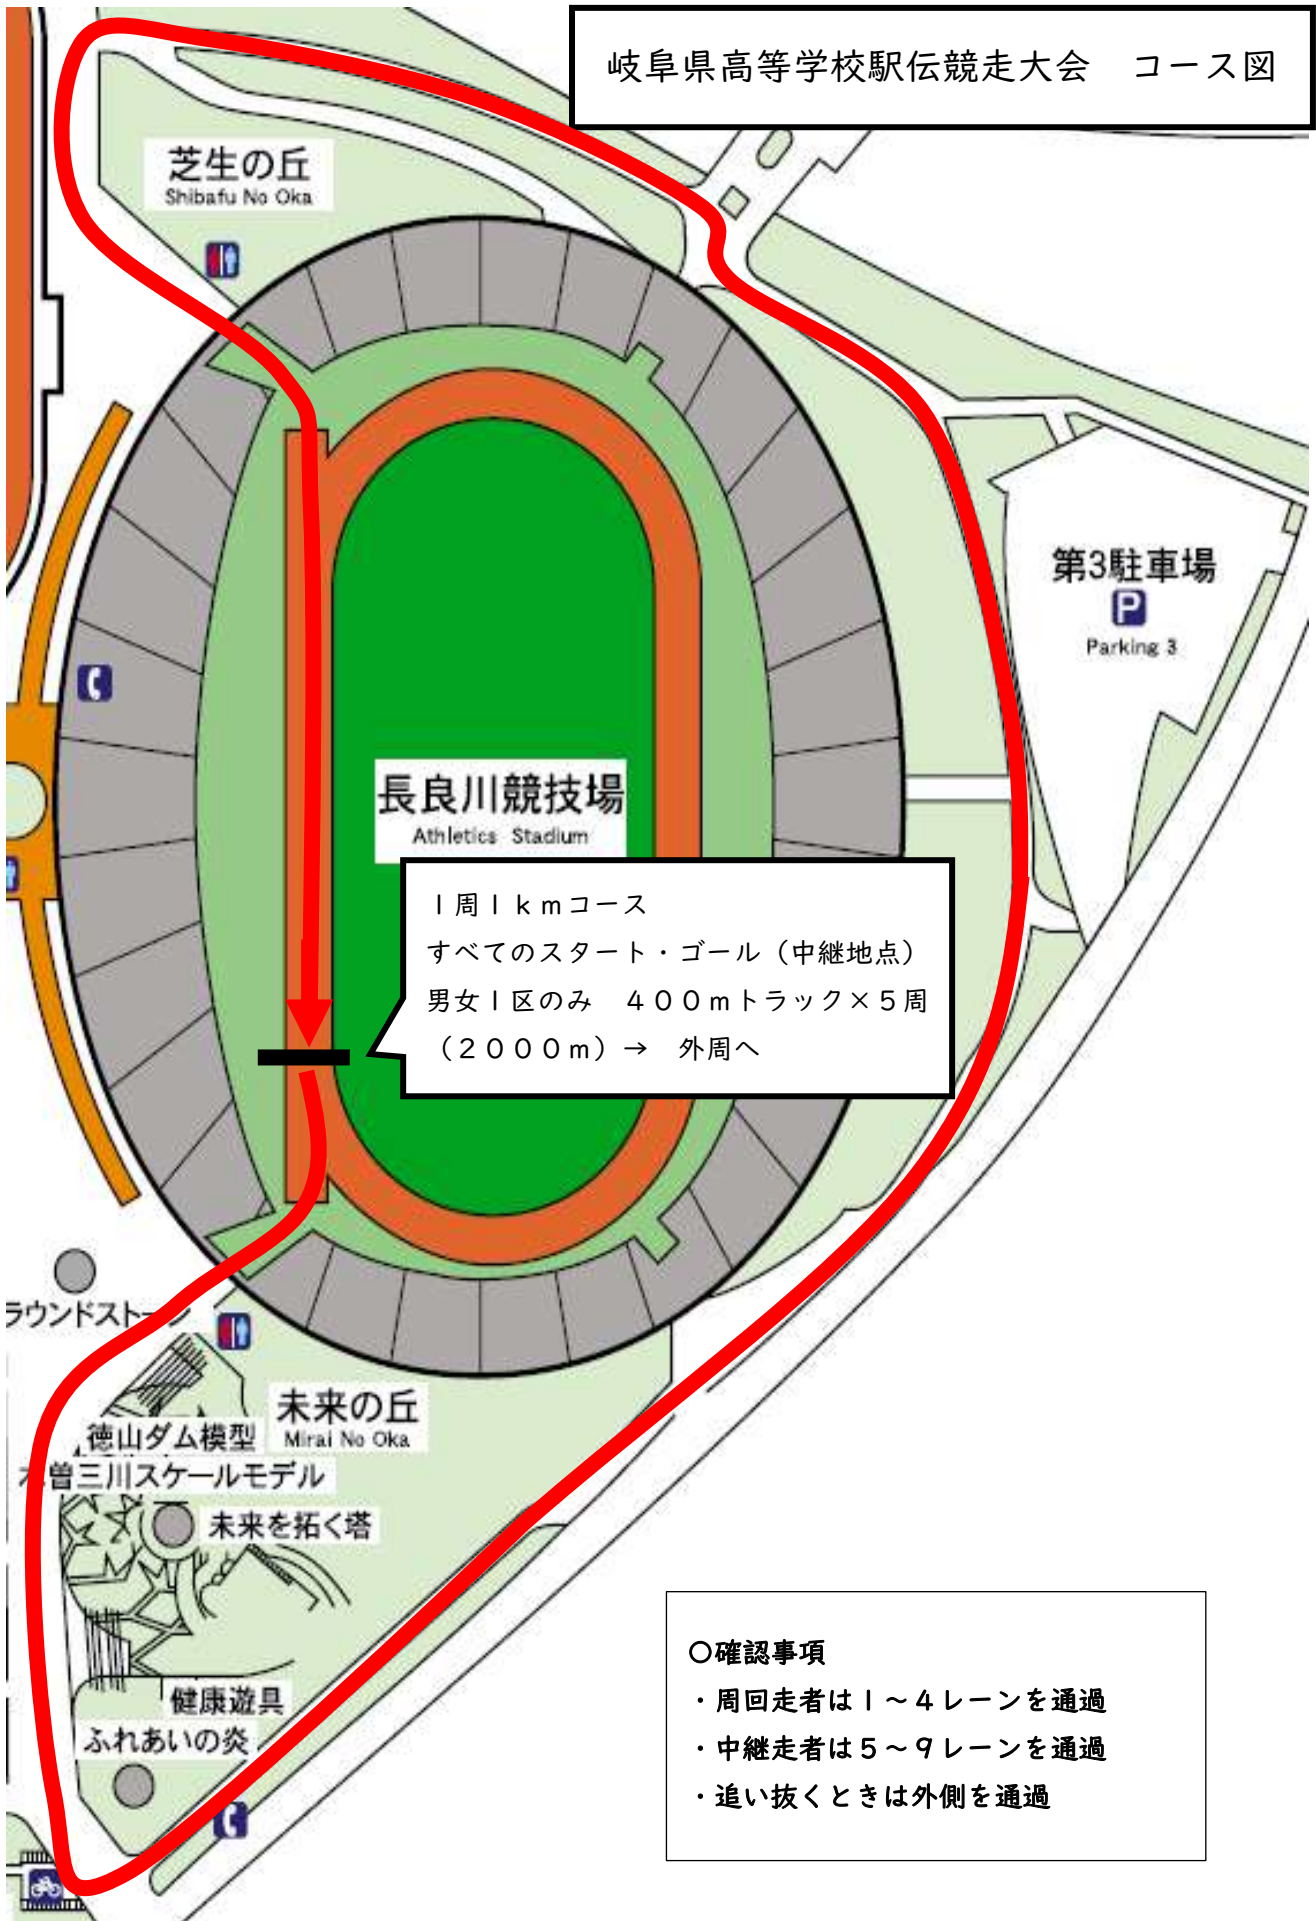 岐阜県高等学校駅伝競走大会　コース図
芝生の丘
Shibafu No Oka
第3駐車場
P
Parking 3
長良川競技場
Athletics Stadium
1周1kmコース
すべてのスタート・ゴール（中継地点）
男女1区のみ　400mトラック×5周
（2000m）→　外周へ
ラウンドストーン
未来の丘
Mirai No Oka
徳山ダム模型
木曽三川スケールモデル
未来を拓く塔
健康遊具
ふれあいの炎
○確認事項
・周回走者は1～4レーンを通過
・中継走者は5～9レーンを通過
・追い抜くときは外側を通過